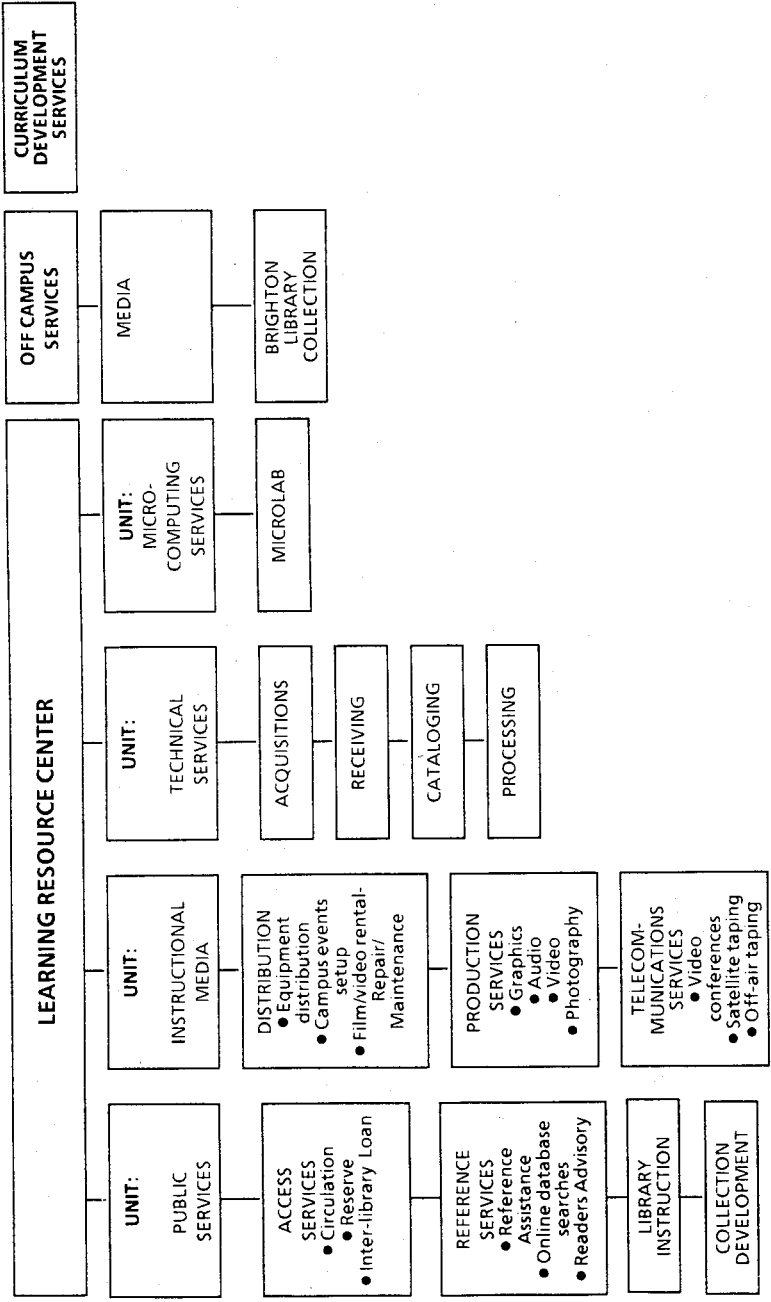 LEARNING RESOURCE CENTER
OFF CAMPUS
SERVICES
CURRICULUM
DEVELOPMENT
SERVICES
UNIT:
PUBLIC
SERVICES
UNIT:
INSTRUCTIONAL
MEDIA
UNIT:
TECHNICAL
SERVICES
UNIT:
MICRO-
COMPUTING
SERVICES
MEDIA
ACCESS
SERVICES
● Circulation
● Reserve
● Inter-library Loan
DISTRIBUTION
● Equipment
distribution
● Campus events
setup
● Film/video rental-
Repair/
Maintenance
ACQUISITIONS
MICROLAB
BRIGHTON
LIBRARY
COLLECTION
RECEIVING
CATALOGING
PROCESSING
REFERENCE
SERVICES
● Reference
Assistance
● Online database
searches
● Readers Advisory
PRODUCTION
SERVICES
● Graphics
● Audio
● Video
● Photography
LIBRARY
INSTRUCTION
TELECOM-
MUNICATIONS
SERVICES
● Video
conferences
● Satellite taping
● Off-air taping
COLLECTION
DEVELOPMENT